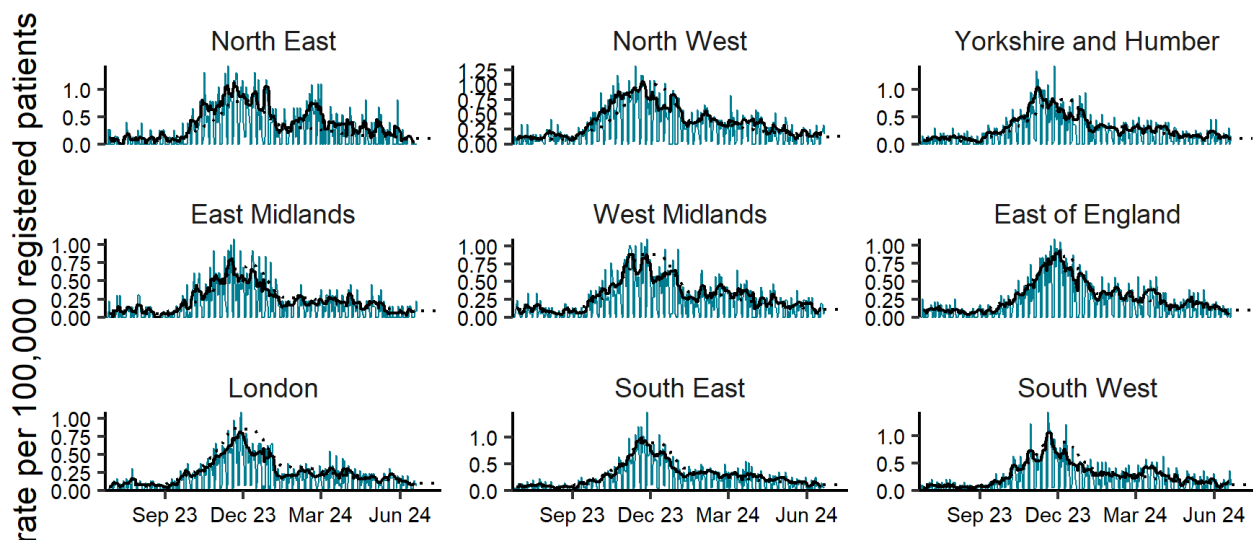 rate per 100,000 registered patients
North East
North West
Yorkshire and Humber
1.0
0.5
0.0
1.25
1.00
0.75
0.50
0.25
0.00
1.0
0.5
0.0
East Midlands
West Midlands
East of England
1.00
0.75
0.50
0.25
0.00
1.00
0.75
0.50
0.25
0.00
1.00
0.75
0.50
0.25
0.00
London
South East
South West
1.00
0.75
0.50
0.25
0.00
1.0
0.5
0.0
1.0
0.5
0.0
Sep 23 Dec 23 Mar 24 Jun 24
Sep 23 Dec 23 Mar 24 Jun 24
Sep 23 Dec 23 Mar 24 Jun 24